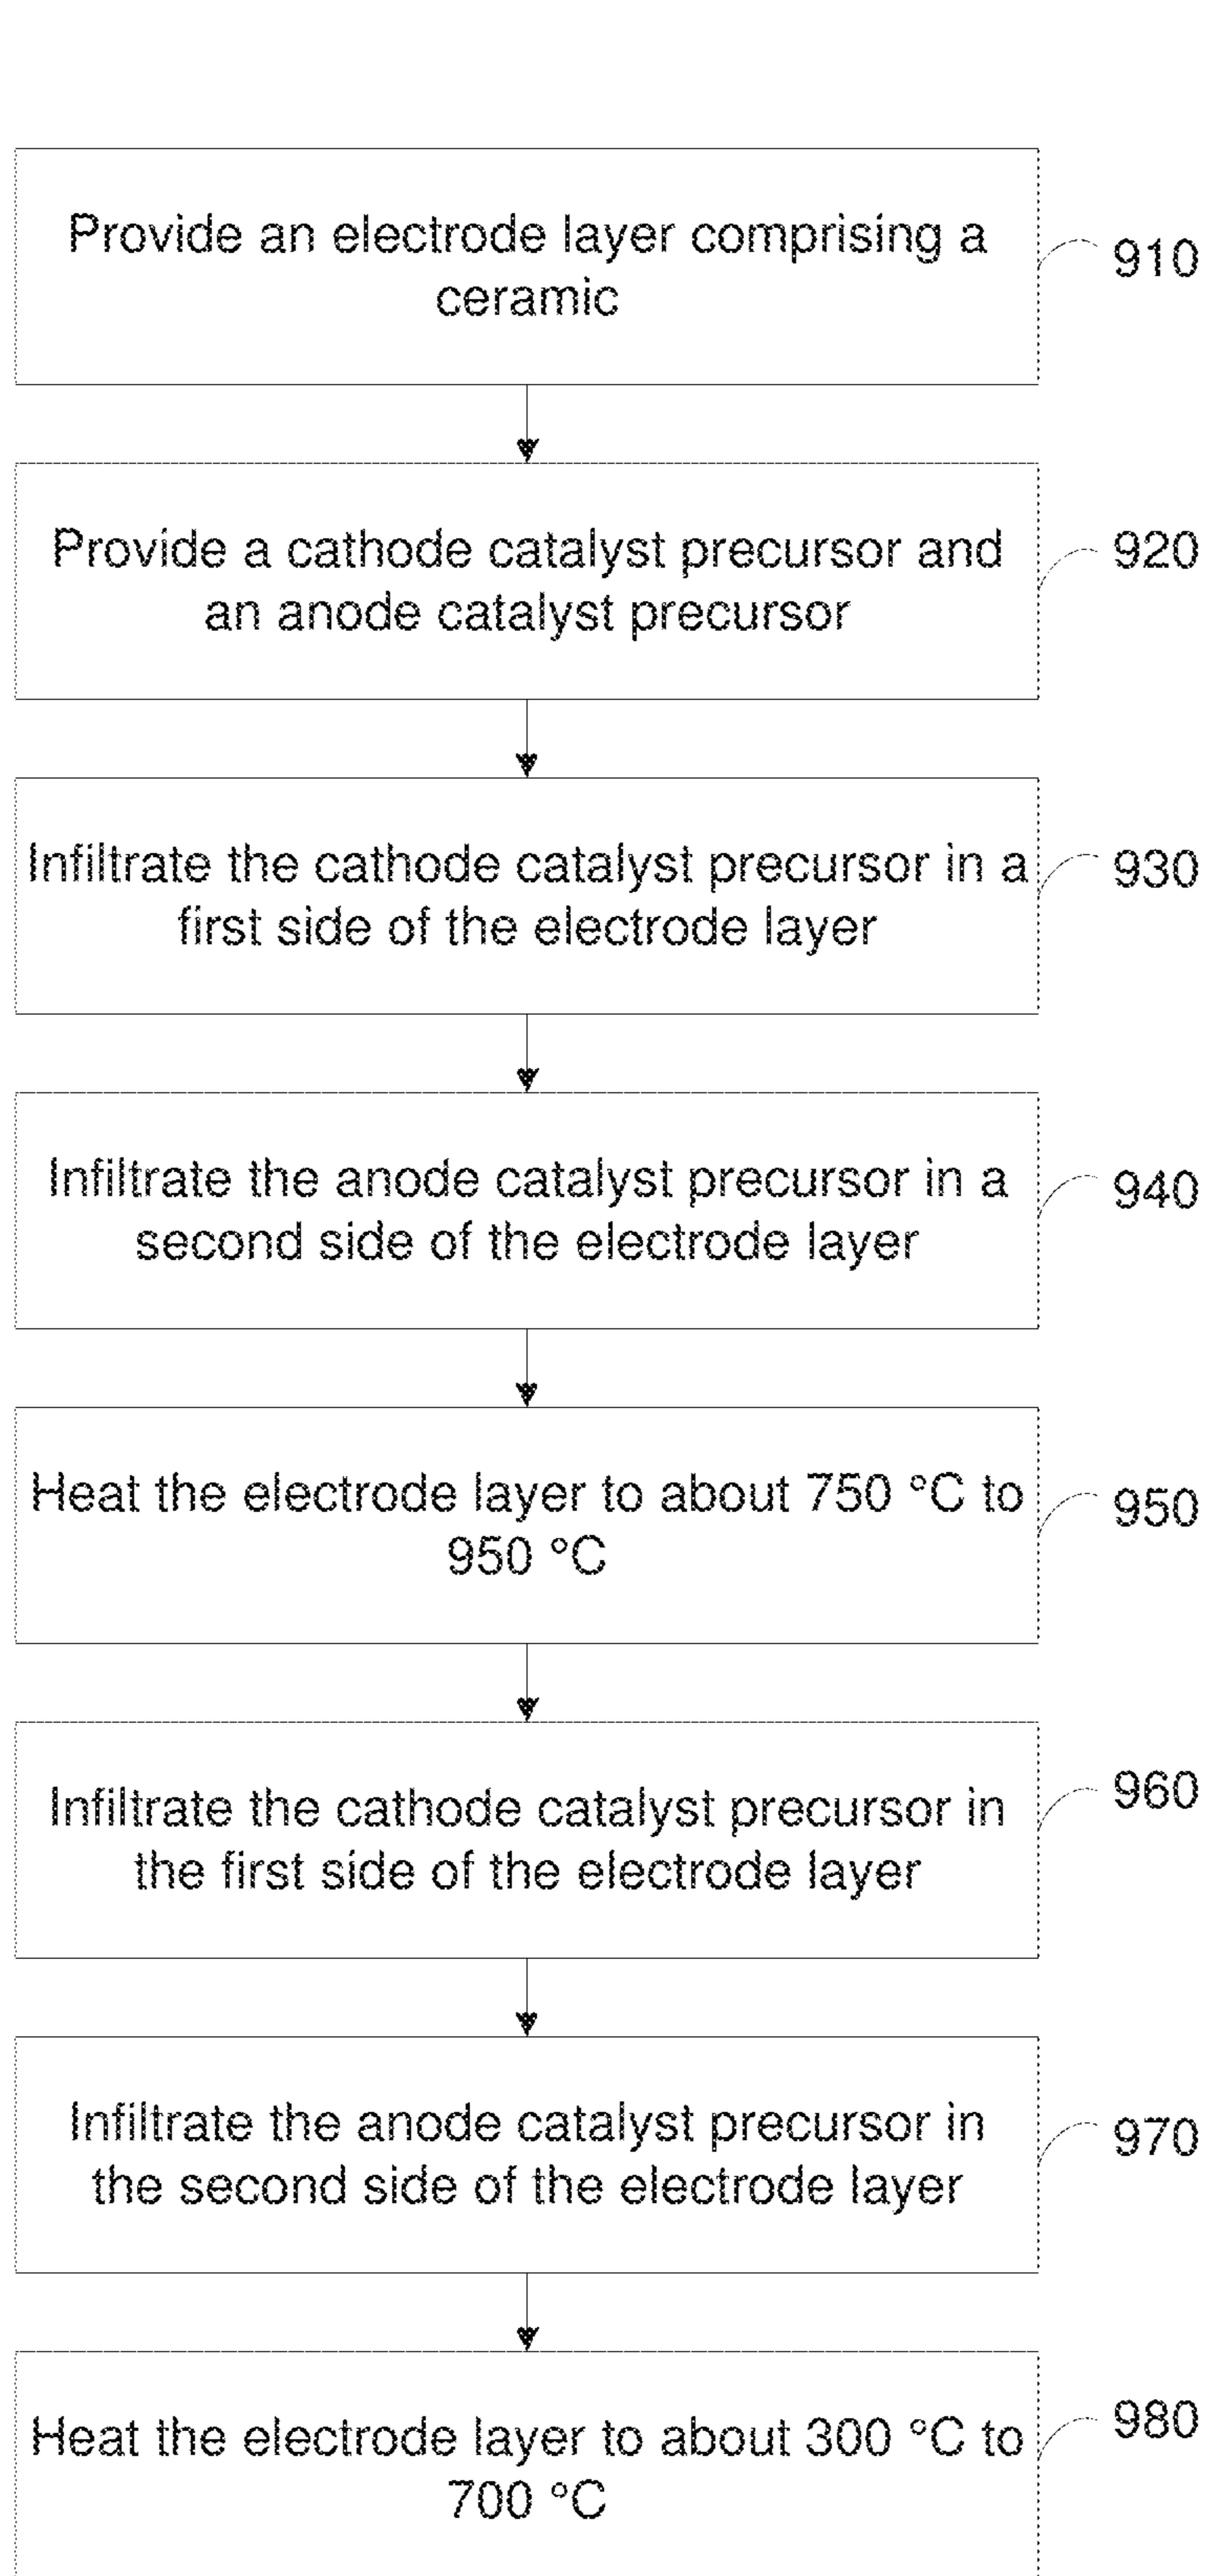 Provide an electrode layer comprising a
ceramic
910
Provide a cathode catalyst precursor and
an anode catalyst precursor
920
Infiltrate the cathode catalyst precursor in a
first side of the electrode layer
930
Infiltrate the anode catalyst precursor in a
second side of the electrode layer
940
Heat the electrode layer to about 750 °C to
950 °C
950
Infiltrate the cathode catalyst precursor in
the first side of the electrode layer
960
Infiltrate the anode catalyst precursor in
the second side of the electrode layer
970
Heat the electrode layer to about 300 °C to
700 °C
980